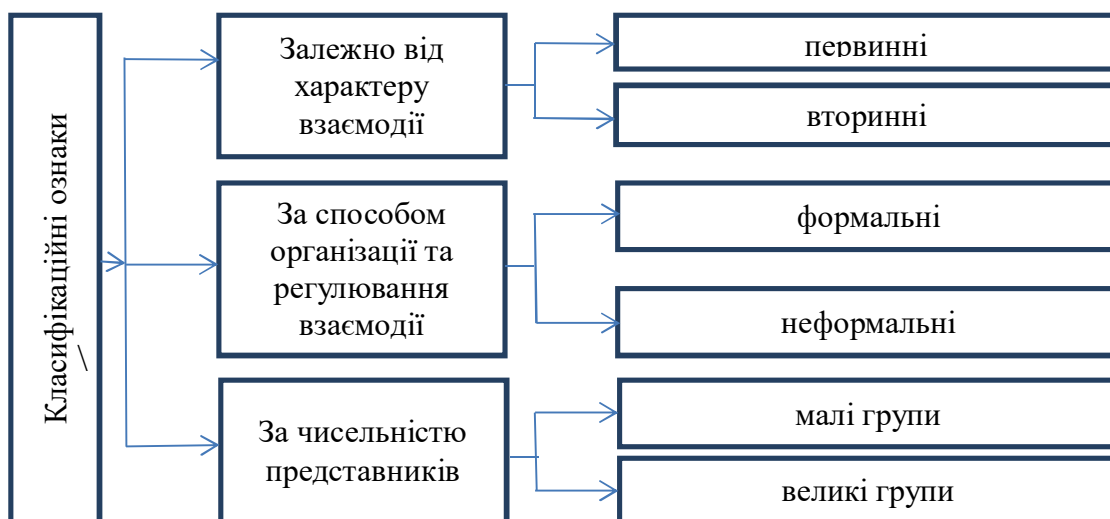 Класифікаційні ознаки
Залежно від
характеру
взаємодії
первинні
вторинні
За способом
організації та
регулювання
взаємодії
формальні
неформальні
За чисельністю
представників
малі групи
великі групи